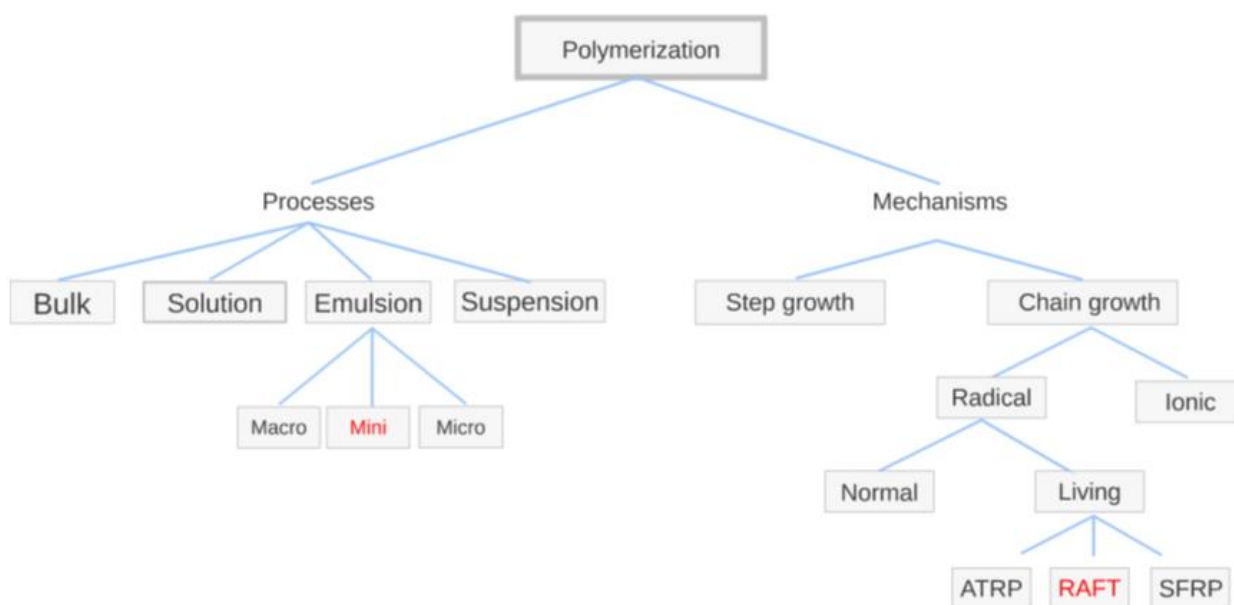 Polymerization
Processes
Mechanisms
Bulk
Solution
Emulsion
Suspension
Step growth
Chain growth
Macro
Mini
Micro
Radical
Ionic
Normal
Living
ATRP
RAFT
SFRP